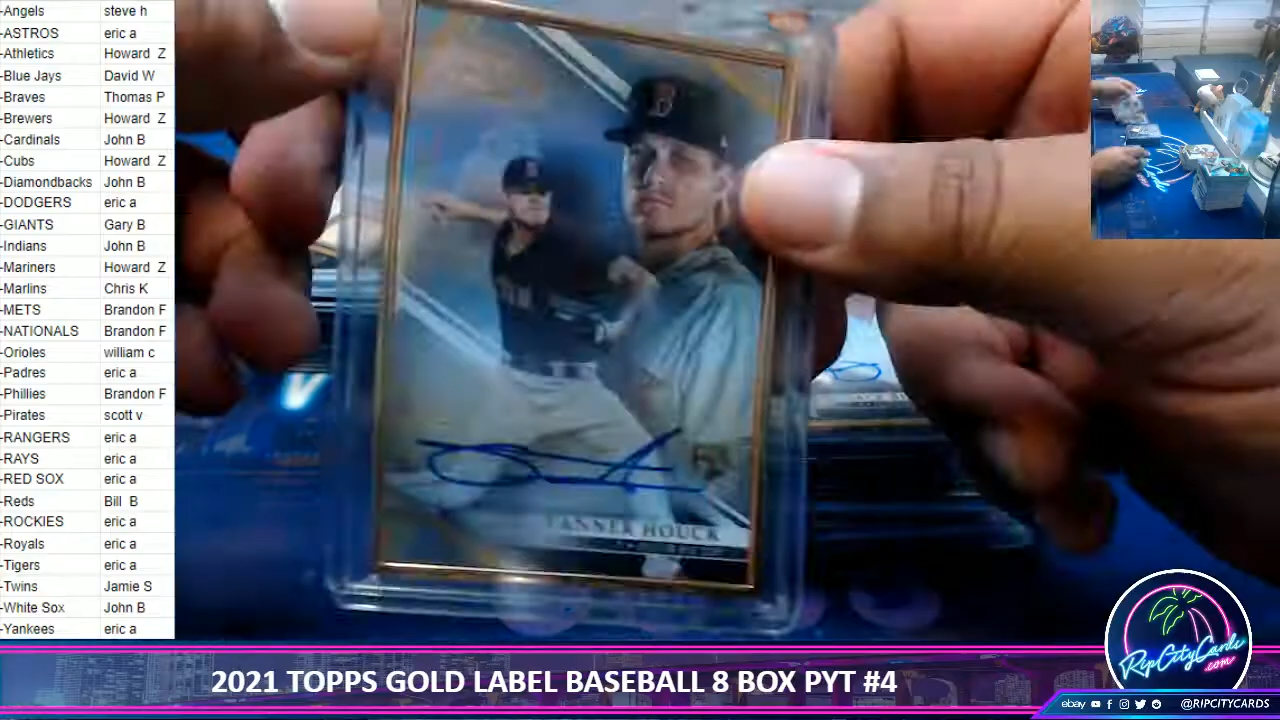 -Angels steve h
-ASTROS eric a
-Athletics Howard Z
-Blue Jays David W
-Braves Thomas P
-Brewers Howard Z
-Cardinals John B
-Cubs Howard Z
-Diamondbacks John B
-DODGERS eric a
-GIANTS Gary B
-Indians John B
-Mariners Howard Z
-Marlins Chris K
-METS Brandon F
-NATIONALS Brandon F
-Orioles william c
-Padres eric a
-Phillies Brandon F
-Pirates scott v
-RANGERS eric a
-RAYS eric a
-RED SOX eric a
-Reds Bill B
-ROCKIES eric a
-Royals eric a
-Tigers eric a
-Twins Jamie S
-White Sox John B
-Yankees eric a
B
TANNER HOUCK
RipCityCards
.com
2021 TOPPS GOLD LABEL BASEBALL 8 BOX PYT #4
ebay @RIPCITYCARDS